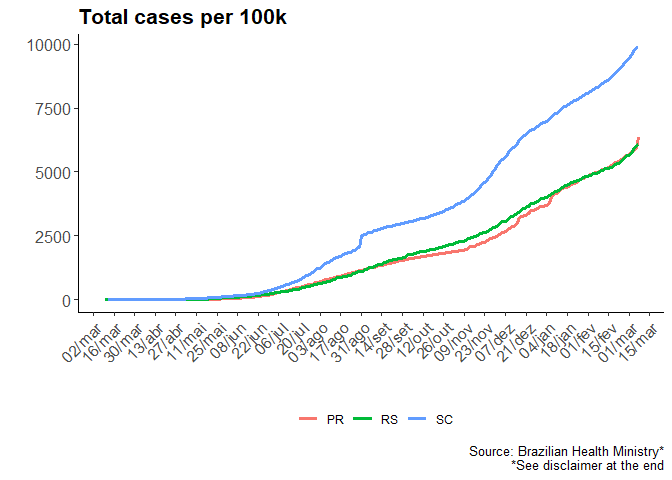 Total cases per 100k
10000
7500
5000
2500
0
02/mar
16/mar
30/mar
13/abr
27/abr
11/mai
25/mai
08/jun
22/jun
06/jul
20/jul
03/ago
17/ago
31/ago
14/set
28/set
12/out
26/out
09/nov
23/nov
07/dez
21/dez
04/jan
18/jan
01/fev
15/fev
01/mar
15/mar
PR RS SC
Source: Brazilian Health Ministry*
*See disclaimer at the end